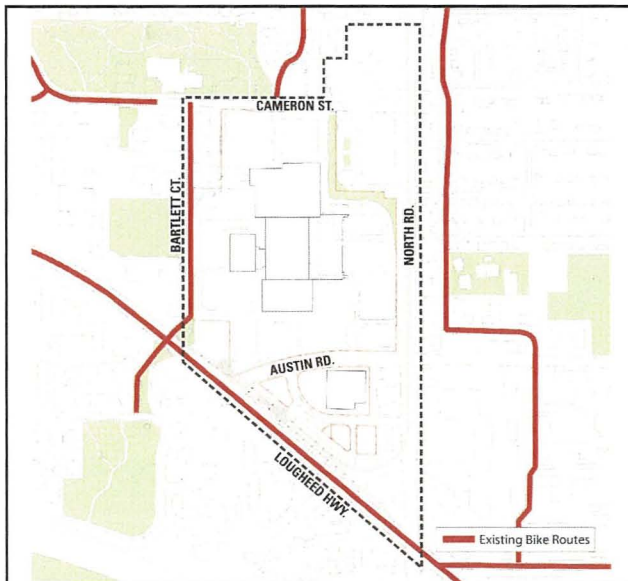 CAMERON ST.
BARTLETT CT.
NORTH RD.
AUSTIN RD.
LOUGHEED HWY.
Existing Bike Routes